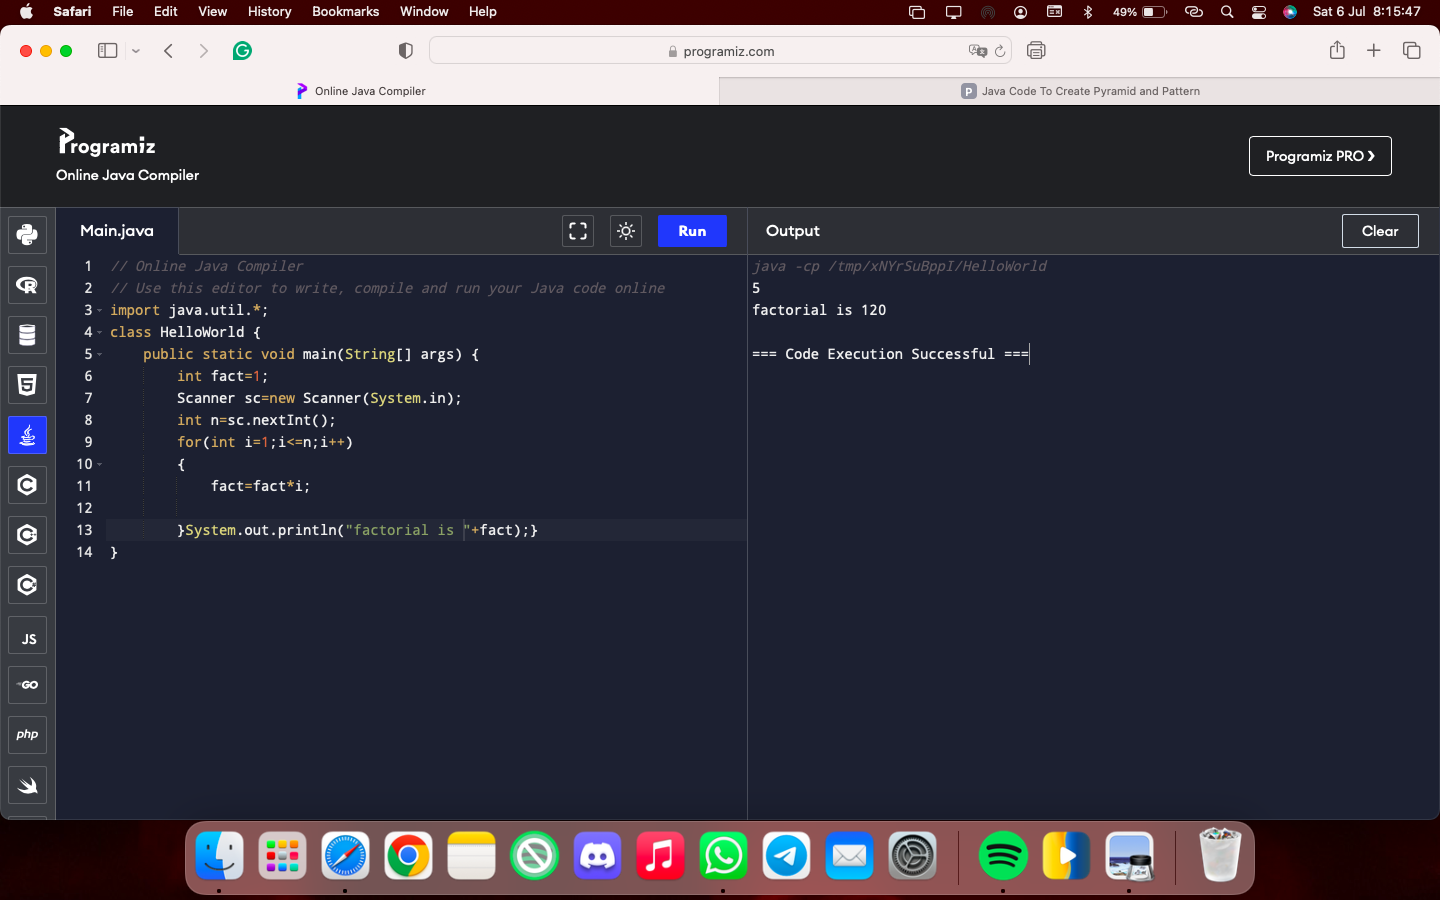 Safari File Edit View History Bookmarks Window Help 49% Sat 6 Jul 8:15:47
programiz.com
Online Java Compiler
P Java Code To Create Pyramid and Pattern
Programiz
Online Java Compiler
Programiz PRO ❯
Main.java
Run
Output
Clear
1 // Online Java Compiler
2 // Use this editor to write, compile and run your Java code online
3 import java.util.*;
4 class HelloWorld {
5     public static void main(String[] args) {
6         int fact=1;
7         Scanner sc=new Scanner(System.in);
8         int n=sc.nextInt();
9         for(int i=1;i<=n;i++)
10         {
11             fact=fact*i;
12
13         }System.out.println("factorial is "+fact);}
14 }
java -cp /tmp/xNYrSuBppI/HelloWorld
5
factorial is 120
=== Code Execution Successful ===
R
5
C
C
C
JS
GO
php